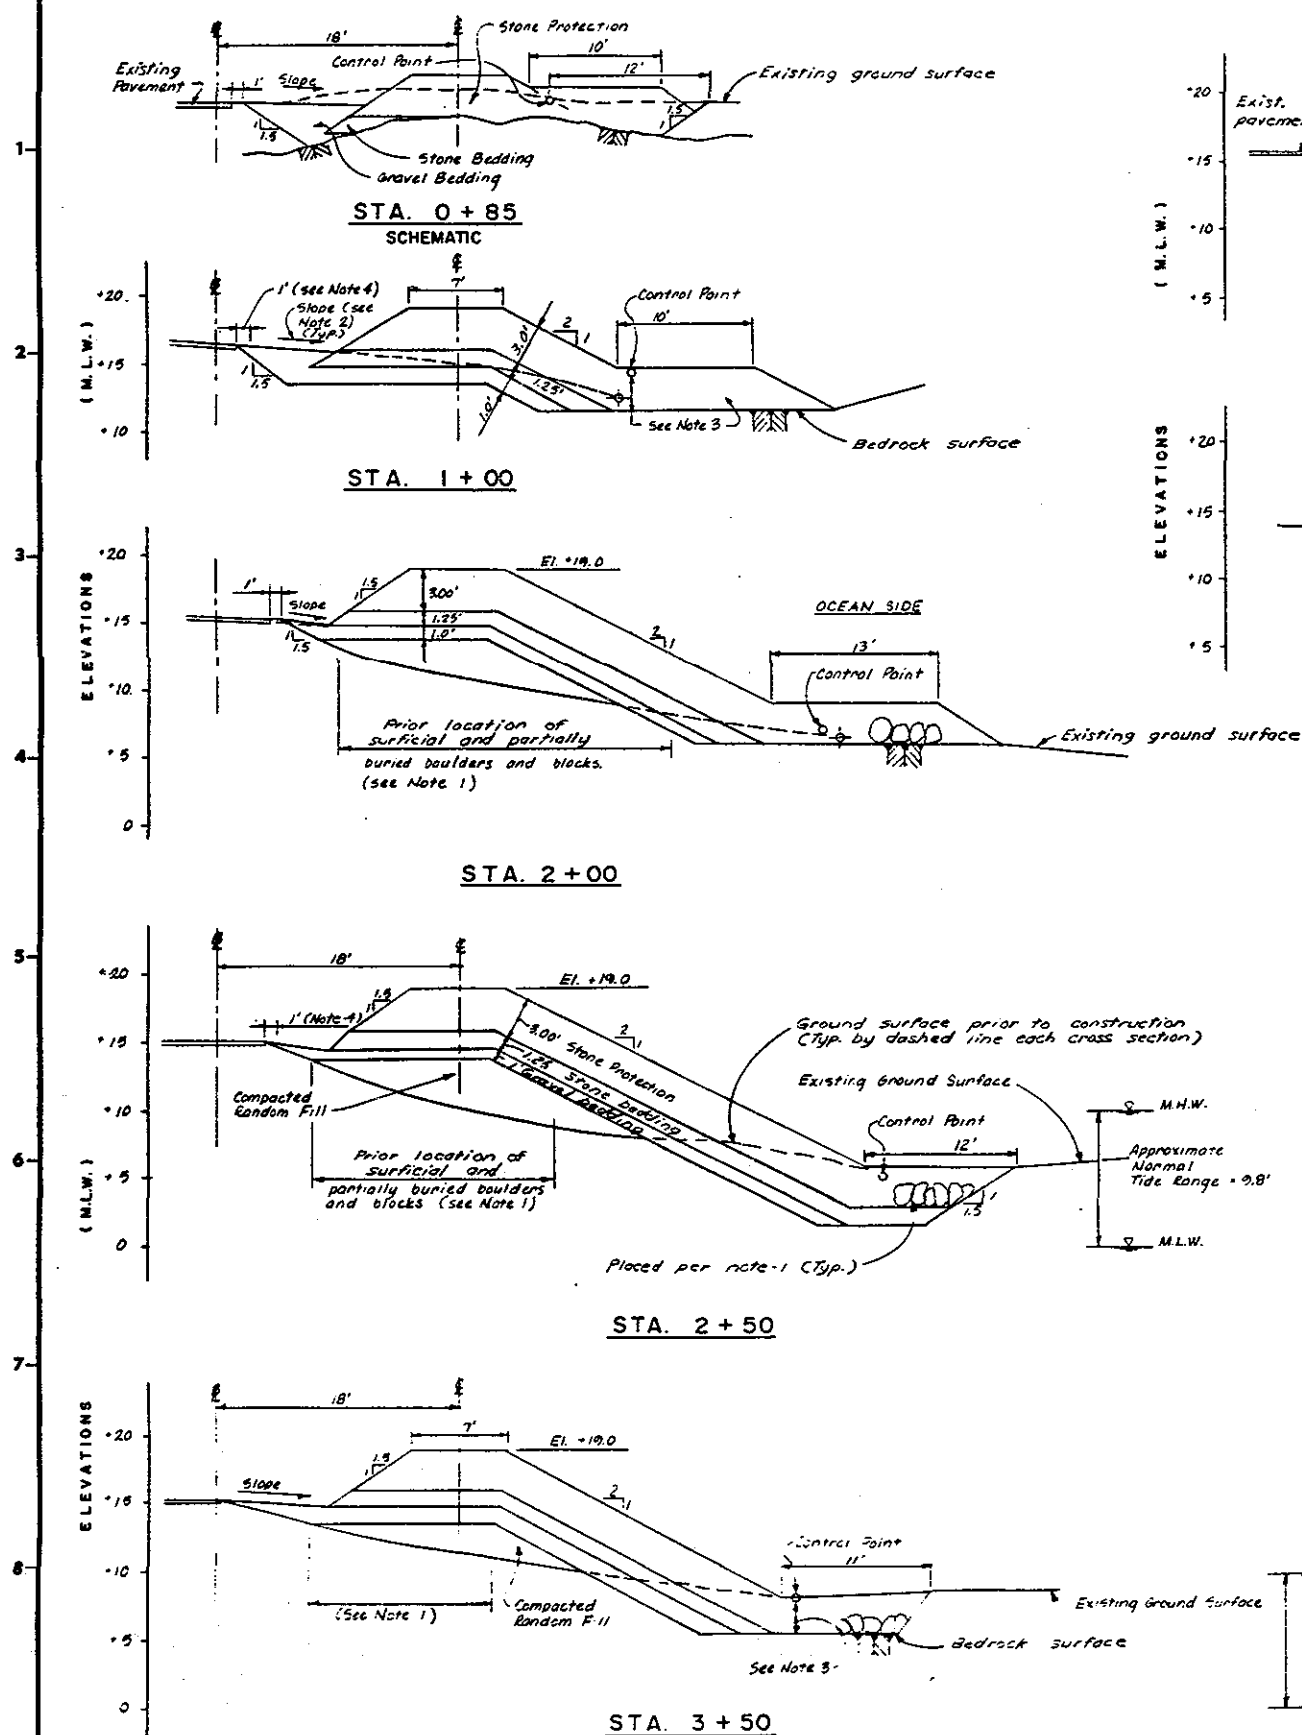 18'
Stone Protection
10'
Control Point
12'
Existing
Pavement
1'
Slope
Existing ground surface
1
1.5
1.5
1
Stone Bedding
Gravel Bedding
1
STA. 0 + 85
SCHEMATIC
+20
Exist.
+15
+10
+5
(M.L.W.)
7'
1' (see Note 4)
Slope (see
Note 2)
(Typ.)
Control Point
10'
2
1
3.0'
1.25'
1.0'
1
1.5
See Note 3
Bedrock surface
+20
+15
+10
(M.L.W.)
2
STA. 1 + 00
ELEVATIONS
+20
+15
+10
+5
3
ELEVATIONS
+20
+15
+10
+5
0
1'
Slope
1
1.5
1
1.5
3.00'
1.25'
1.0'
El. +19.0
2
1
OCEAN SIDE
13'
Control Point
Existing ground surface
Prior location of
surficial and partially
buried boulders and blocks.
(see Note 1)
4
STA. 2 + 00
5
18'
+20
+15
+10
+5
0
(M.L.W.)
El. +19.0
1
1.5
1' (Note 4)
2
1
3.00' Stone Protection
1.25 Stone bedding
1' Gravel bedding
Compacted
Random Fill
Ground surface prior to construction
(Typ. by dashed line each cross section)
Existing Ground Surface
M.H.W.
Control Point
12'
Approximate
Normal
Tide Range = 9.8'
M.L.W.
1
1.5
Prior location of
surficial and
partially buried boulders
and blocks (see Note 1)
Placed per note-1 (Typ.)
6
STA. 2 + 50
7
ELEVATIONS
+20
+15
+10
+5
0
18'
7'
El. +19.0
1
1.5
Slope
2
1
Control Point
11'
Existing Ground Surface
Bedrock surface
See Note 3
(See Note 1)
Compacted
Random Fill
8
STA. 3 + 50